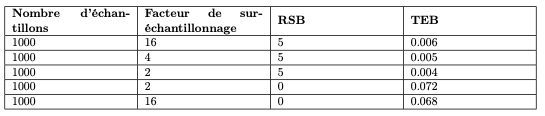 Nombre d'échan- Facteur de sur- RSB TEB
tillons échantillonnage
1000 16 5 0.006
1000 4 5 0.005
1000 2 5 0.004
1000 2 0 0.072
1000 16 0 0.068